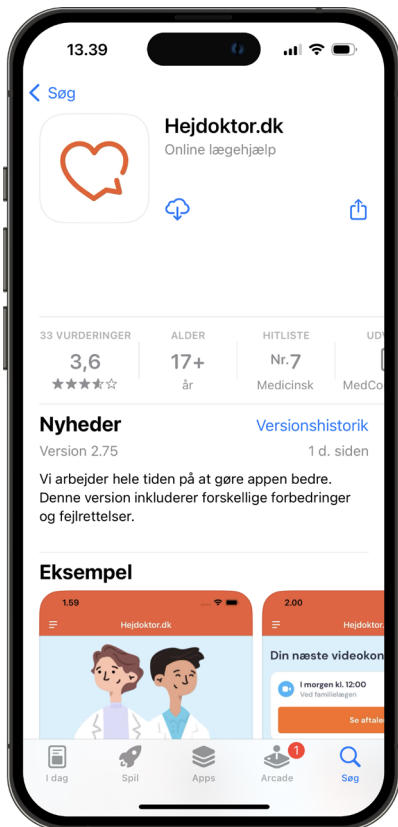 13.39
Søg
Hejdoktor.dk
Online lægehjælp
33 VURDERINGER
ALDER
HITLISTE
3,6
17+
Nr.7
år
Medicinsk
MedCo
Nyheder
Versionshistorik
Version 2.75
1 d. siden
Vi arbejder hele tiden på at gøre appen bedre.
Denne version inkluderer forskellige forbedringer
og fejlrettelser.
Eksempel
1.59
2.00
Hejdoktor.dk
Hejdoktor.
Din næste videokon
I morgen kl. 12:00
Ved familielægen
Se aftale
1
I dag
Spil
Apps
Arcade
Søg